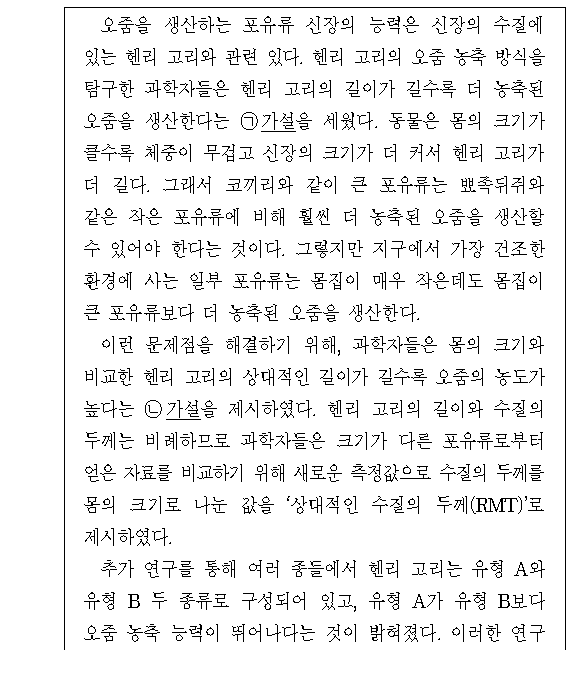 오줌을 생산하는 포유류 신장의 능력은 신장의 수질에
있는 헨리 고리와 관련 있다. 헨리 고리의 오줌 농축 방식을
탐구한 과학자들은 헨리 고리의 길이가 길수록 더 농축된
오줌을 생산한다는 ㉠가설을 세웠다. 동물은 몸의 크기가
클수록 체중이 무겁고 신장의 크기가 더 커서 헨리 고리가
더 길다. 그래서 코끼리와 같이 큰 포유류는 뾰족뒤쥐와
같은 작은 포유류에 비해 훨씬 더 농축된 오줌을 생산할
수 있어야 한다는 것이다. 그렇지만 지구에서 가장 건조한
환경에 사는 일부 포유류는 몸집이 매우 작은데도 몸집이
큰 포유류보다 더 농축된 오줌을 생산한다.
이런 문제점을 해결하기 위해, 과학자들은 몸의 크기와
비교한 헨리 고리의 상대적인 길이가 길수록 오줌의 농도가
높다는 ㉡가설을 제시하였다. 헨리 고리의 길이와 수질의
두께는 비례하므로 과학자들은 크기가 다른 포유류로부터
얻은 자료를 비교하기 위해 새로운 측정값으로 수질의 두께를
몸의 크기로 나눈 값을 ‘상대적인 수질의 두께(RMT)’로
제시하였다.
추가 연구를 통해 여러 종들에서 헨리 고리는 유형 A와
유형 B 두 종류로 구성되어 있고, 유형 A가 유형 B보다
오줌 농축 능력이 뛰어나다는 것이 밝혀졌다. 이러한 연구